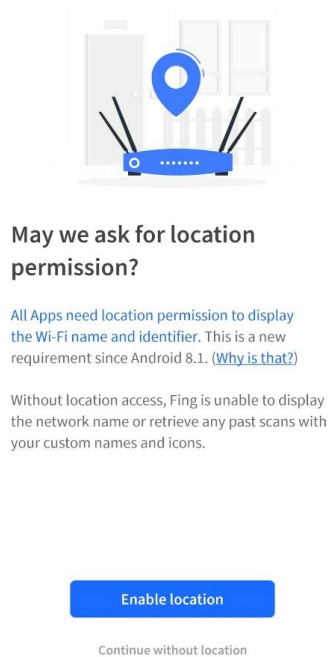 May we ask for location
permission?
All Apps need location permission to display
the Wi-Fi name and identifier. This is a new
requirement since Android 8.1. (Why is that?)
Without location access, Fing is unable to display
the network name or retrieve any past scans with
your custom names and icons.
Enable location
Continue without location